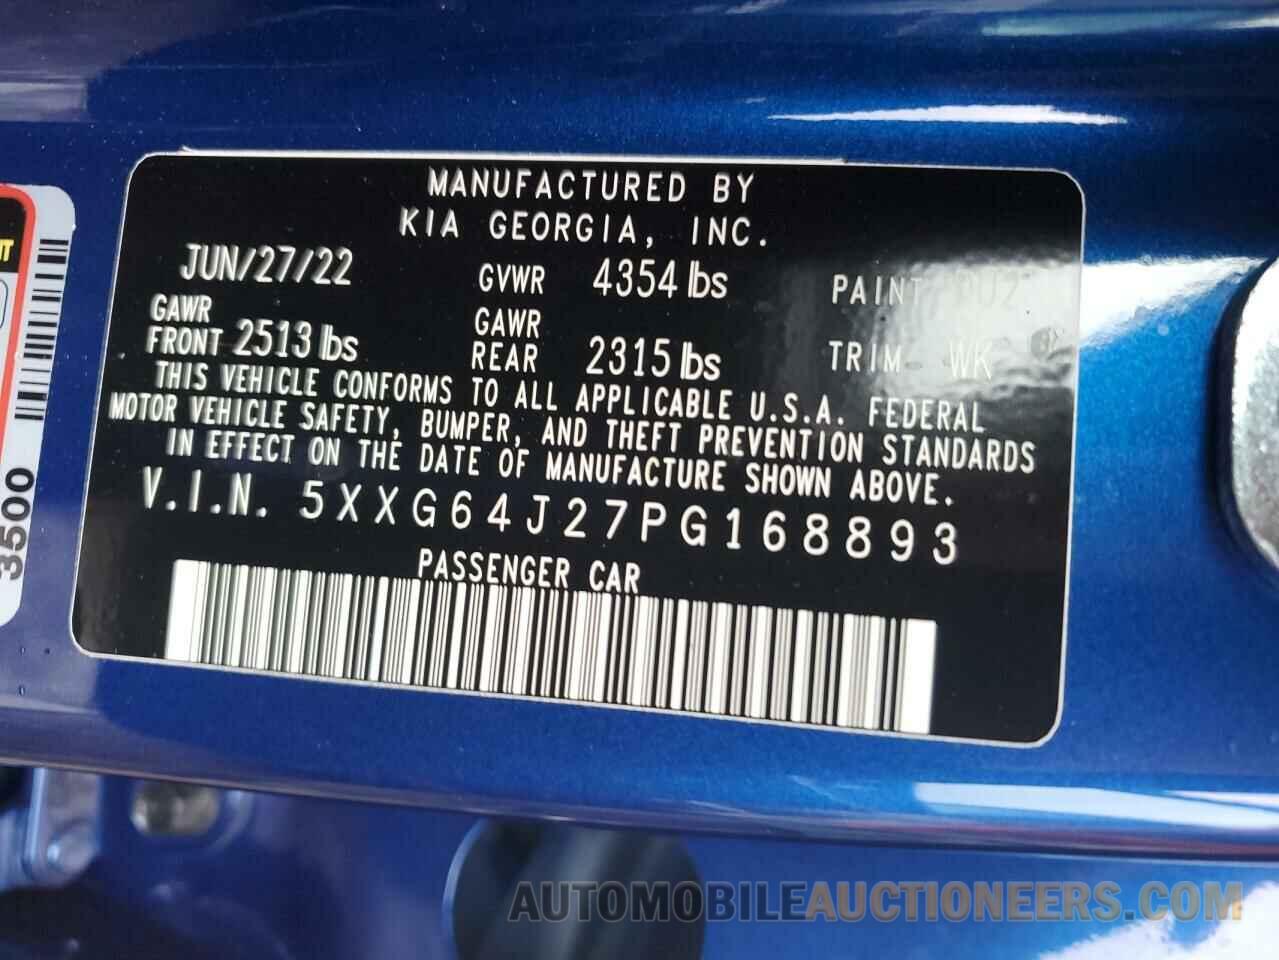 MANUFACTURED BY
KIA GEORGIA, INC.
JUN/27/22 GVWR 4354 lbs PAINT DU2
GAWR FRONT 2513 lbs GAWR REAR 2315 lbs TRIM WK
THIS VEHICLE CONFORMS TO ALL APPLICABLE U.S.A. FEDERAL
MOTOR VEHICLE SAFETY, BUMPER, AND THEFT PREVENTION STANDARDS
IN EFFECT ON THE DATE OF MANUFACTURE SHOWN ABOVE.
V.I.N. 5XXG64J27PG168893
PASSENGER CAR
3500
AUTOMOBILEAUCTIONEERS.COM